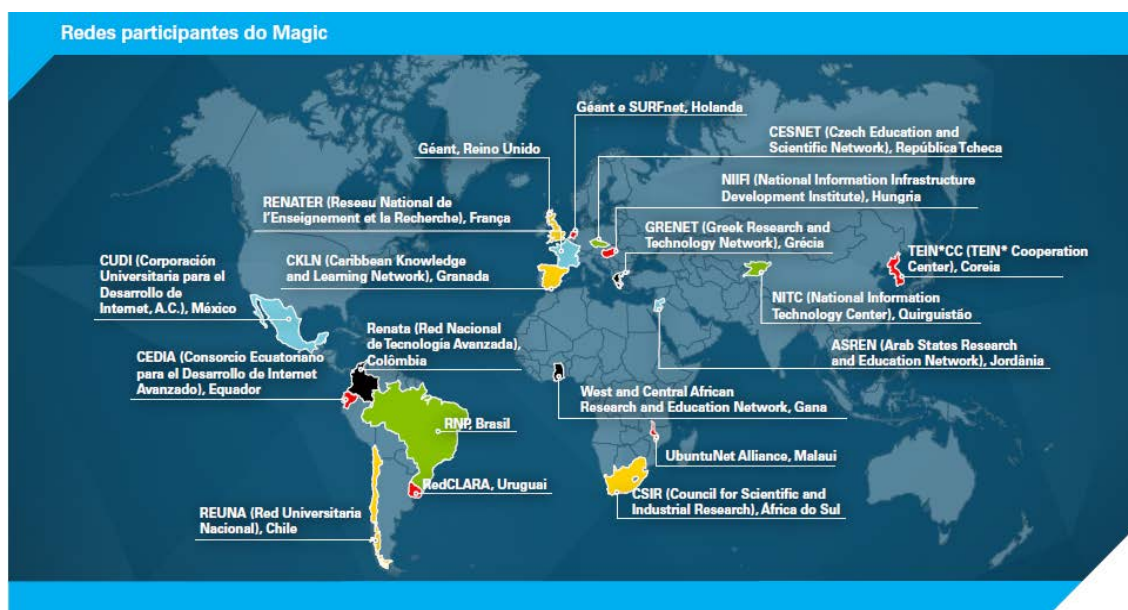 Redes participantes do Magic
Géant e SURFnet, Holanda
CESNET (Czech Education and
Scientific Network), República Tcheca
Géant, Reino Unido
NIIFI (National Information Infrastructure
Development Institute), Hungria
RENATER (Reseau National de
l'Enseignement et la Recherche), França
GRENET (Greek Research and
Technology Network), Grécia
CUDI (Corporación
Universitaria para el
Desarrollo de
Internet, A.C.), México
CKLN (Caribbean Knowledge
and Learning Network), Granada
TEIN*CC (TEIN* Cooperation
Center), Coreia
NITC (National Information
Technology Center), Quirguistão
Renata (Red Nacional
de Tecnologia Avanzada),
Colômbia
ASREN (Arab States Research
and Education Network), Jordânia
CEDIA (Consorcio Ecuatoriano
para el Desarrollo de Internet
Avanzado), Equador
West and Central African
Research and Education Network, Gana
RNP, Brasil
UbuntuNet Alliance, Malaui
RedCLARA, Uruguai
CSIR (Council for Scientific and
Industrial Research), África do Sul
REUNA (Red Universitaria
Nacional), Chile